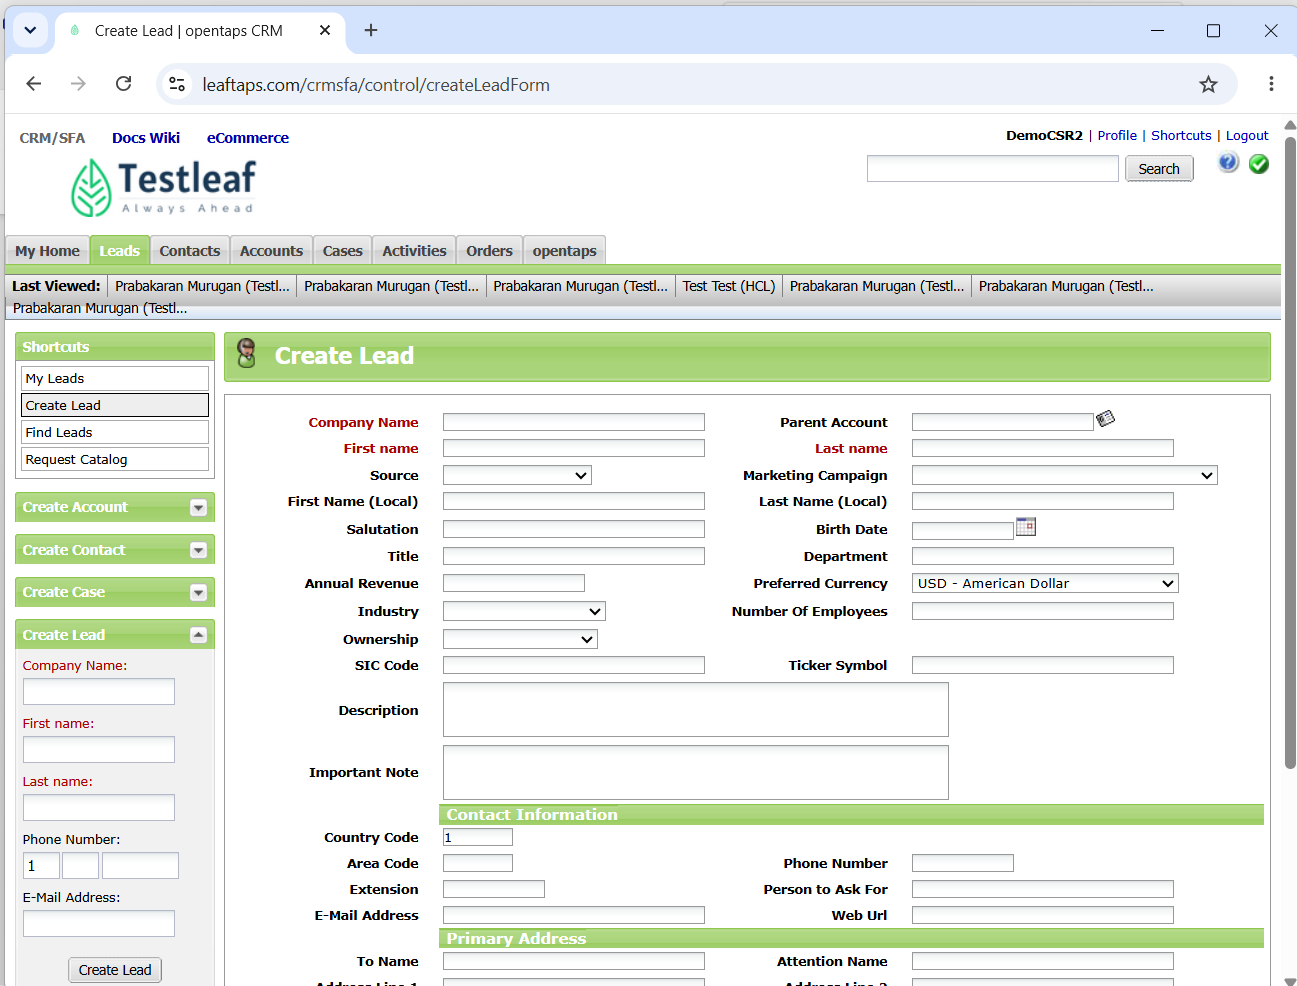 Create Lead | opentaps CRM
leaftaps.com/crmsfa/control/createLeadForm
CRM/SFA Docs Wiki eCommerce
DemoCSR2 | Profile | Shortcuts | Logout
Search
Testleaf
Always Ahead
My Home Leads Contacts Accounts Cases Activities Orders opentaps
Last Viewed: Prabakaran Murugan (Testl... Prabakaran Murugan (Testl... Prabakaran Murugan (Testl... Test Test (HCL) Prabakaran Murugan (Testl... Prabakaran Murugan (Testl...
Prabakaran Murugan (Testl...
Shortcuts
My Leads
Create Lead
Find Leads
Request Catalog
Create Account
Create Contact
Create Case
Create Lead
Company Name:
First name:
Last name:
Phone Number:
1
E-Mail Address:
Create Lead
Create Lead
Company Name Parent Account
First name Last name
Source Marketing Campaign
First Name (Local) Last Name (Local)
Salutation Birth Date
Title Department
Annual Revenue Preferred Currency USD - American Dollar
Industry Number Of Employees
Ownership
SIC Code Ticker Symbol
Description
Important Note
Contact Information
Country Code 1
Area Code Phone Number
Extension Person to Ask For
E-Mail Address Web Url
Primary Address
To Name Attention Name
Address Line 1 Address Line 2